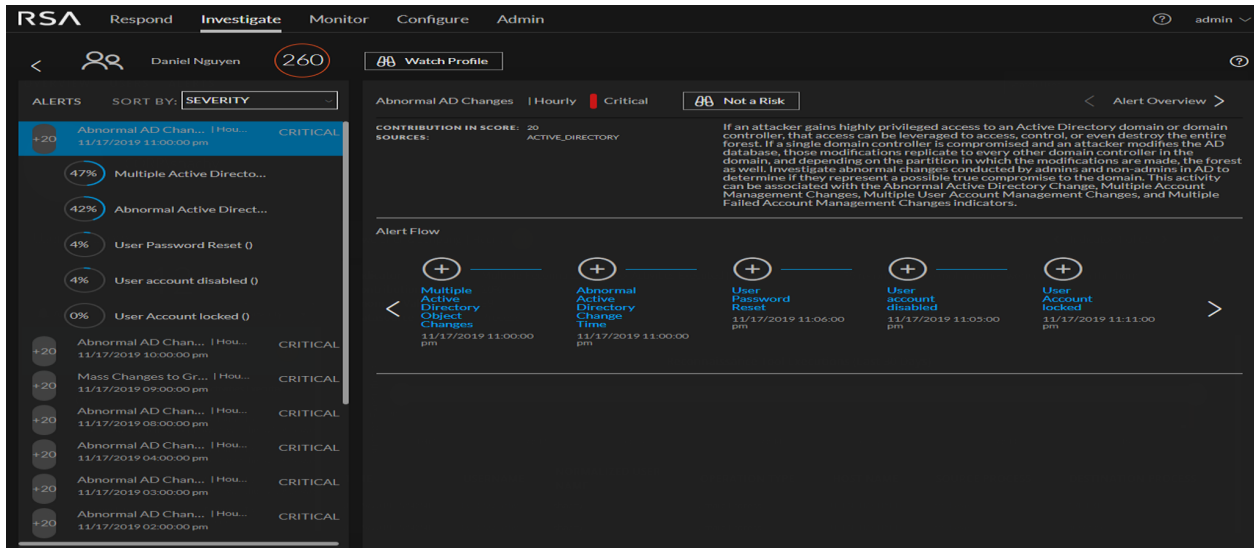 RSA Respond Investigate Monitor Configure Admin ? admin
< Daniel Nguyen 260 Watch Profile ?
ALERTS SORT BY: SEVERITY
+20 Abnormal AD Chan... | Hou... CRITICAL
11/17/2019 11:00:00 pm
47% Multiple Active Directo...
42% Abnormal Active Direct...
4% User Password Reset ()
4% User account disabled ()
0% User Account locked ()
+20 Abnormal AD Chan... | Hou... CRITICAL
11/17/2019 10:00:00 pm
+20 Mass Changes to Gr... | Hou... CRITICAL
11/17/2019 09:00:00 pm
+20 Abnormal AD Chan... | Hou... CRITICAL
11/17/2019 08:00:00 pm
+20 Abnormal AD Chan... | Hou... CRITICAL
11/17/2019 04:00:00 pm
+20 Abnormal AD Chan... | Hou... CRITICAL
11/17/2019 03:00:00 pm
+20 Abnormal AD Chan... | Hou... CRITICAL
11/17/2019 02:00:00 pm
Abnormal AD Changes | Hourly Critical Not a Risk < Alert Overview >
CONTRIBUTION IN SCORE: 20
SOURCES: ACTIVE_DIRECTORY
If an attacker gains highly privileged access to an Active Directory domain or domain
controller, that access can be leveraged to access, control, or even destroy the entire
forest. If a single domain controller is compromised and an attacker modifies the AD
database, those modifications replicate to every other domain controller in the
domain, and depending on the partition in which the modifications are made, the forest
as well. Investigate abnormal changes conducted by admins and non-admins in AD to
determine if they represent a possible true compromise to the domain. This activity
can be associated with the Abnormal Active Directory Change, Multiple Account
Management Changes, Multiple User Account Management Changes, and Multiple
Failed Account Management Changes indicators.
Alert Flow
Multiple
Active
Directory
Object
Changes
11/17/2019 11:00:00
pm
Abnormal
Active
Directory
Change
Time
11/17/2019 11:00:00
pm
User
Password
Reset
11/17/2019 11:06:00
pm
User
account
disabled
11/17/2019 11:05:00
pm
User
Account
locked
11/17/2019 11:11:00
pm